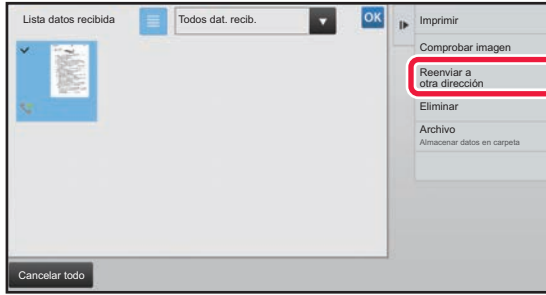 Lista datos recibida
Todos dat. recib.
OK
Imprimir
Comprobar imagen
Reenviar a
otra dirección
Eliminar
Archivo
Almacenar datos en carpeta
Cancelar todo